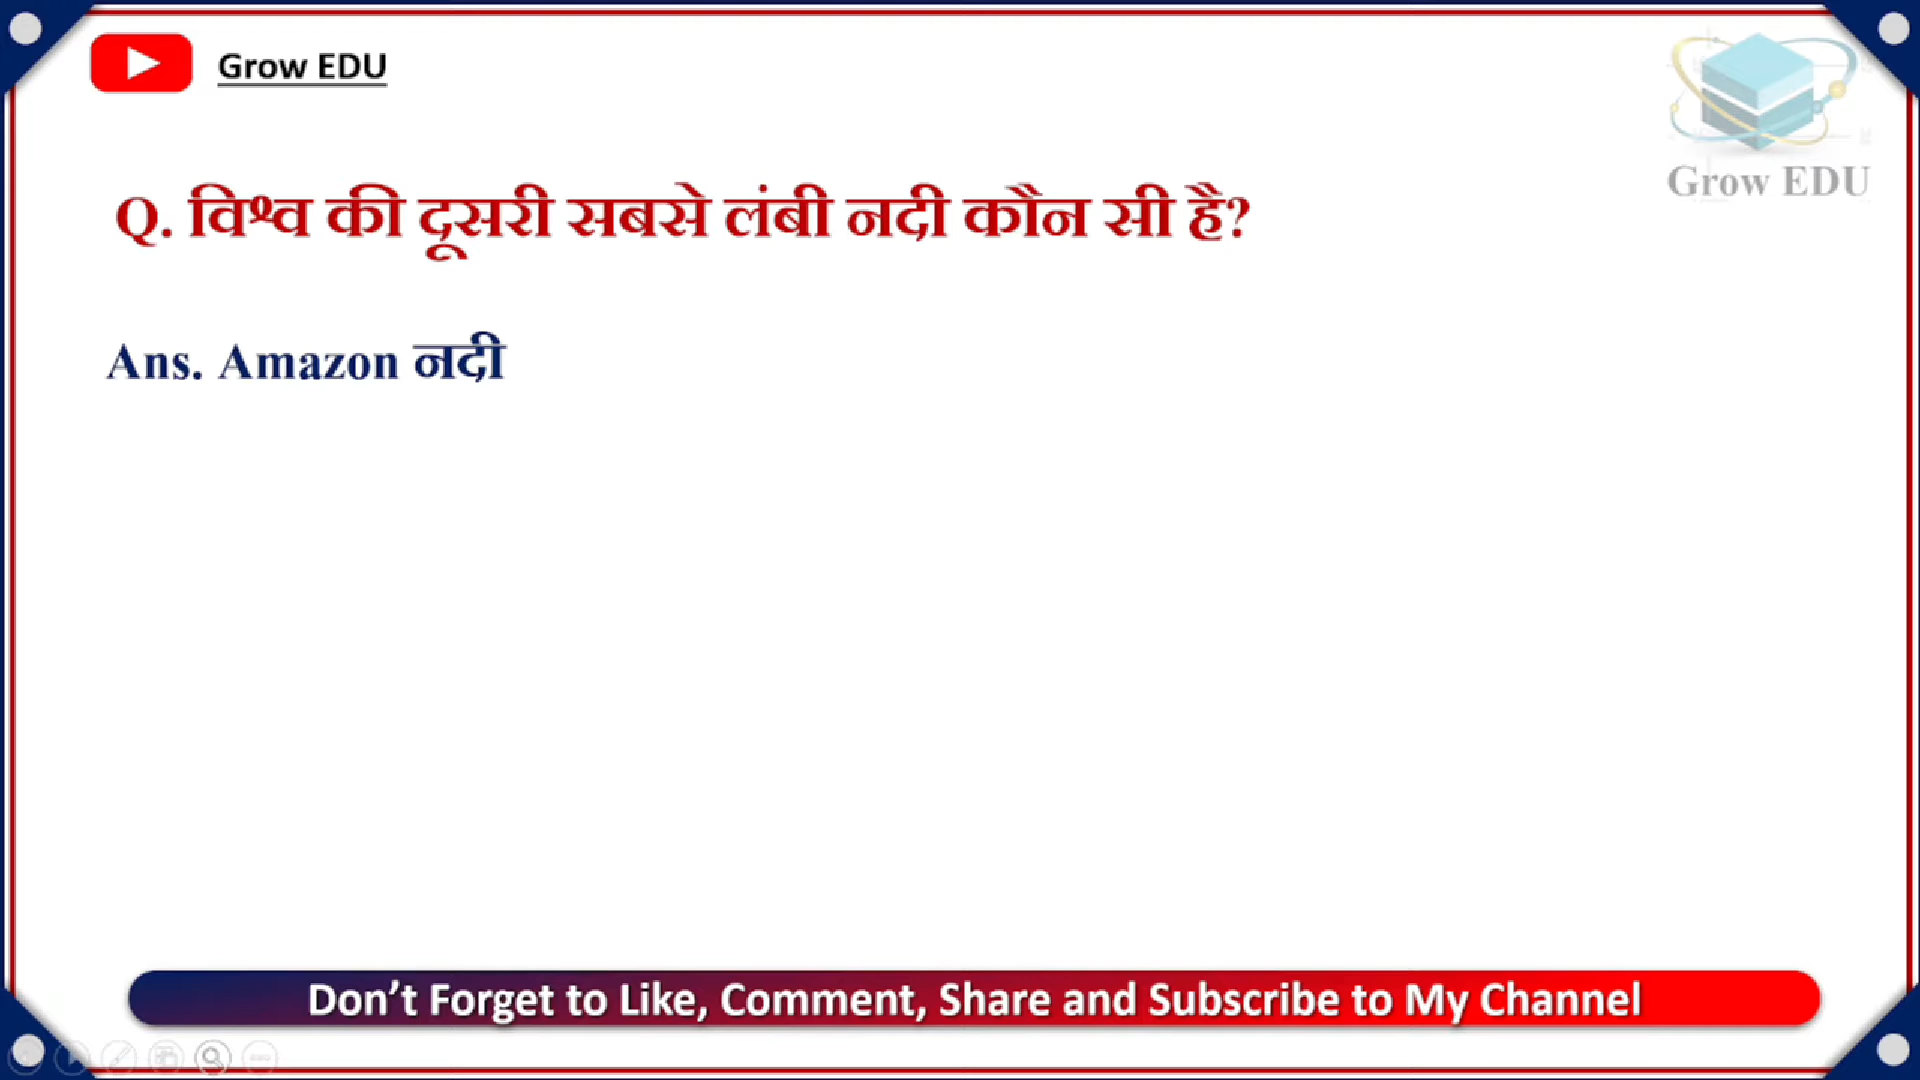 Grow EDU
Grow EDU
Q. विश्व की दूसरी सबसे लंबी नदी कौन सी है?
Ans. Amazon नदी
Don’t Forget to Like, Comment, Share and Subscribe to My Channel